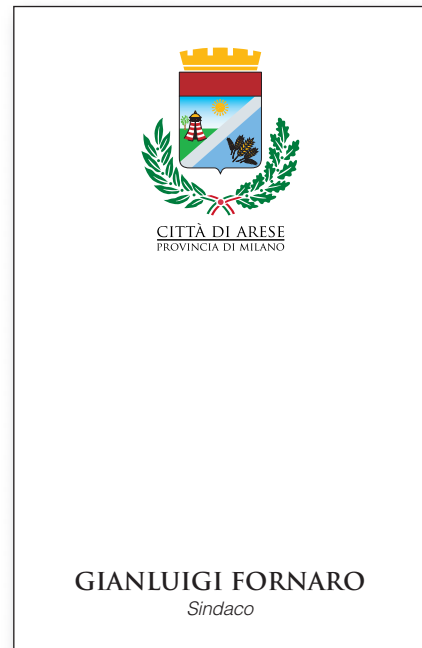 CITTÀ DI ARESE
PROVINCIA DI MILANO
GIANLUIGI FORNARO
Sindaco